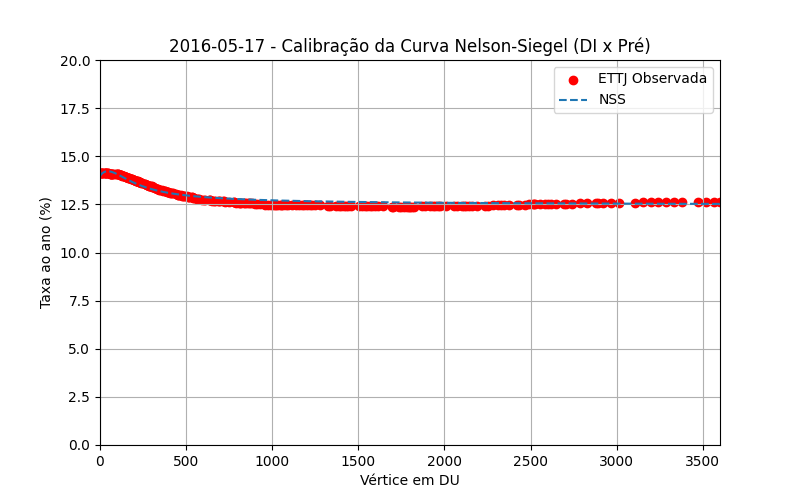 2016-05-17 - Calibração da Curva Nelson-Siegel (DI x Pré)
ETTJ Observada
NSS
Taxa ao ano (%)
20.0
17.5
15.0
12.5
10.0
7.5
5.0
2.5
0.0
0 500 1000 1500 2000 2500 3000 3500
Vértice em DU